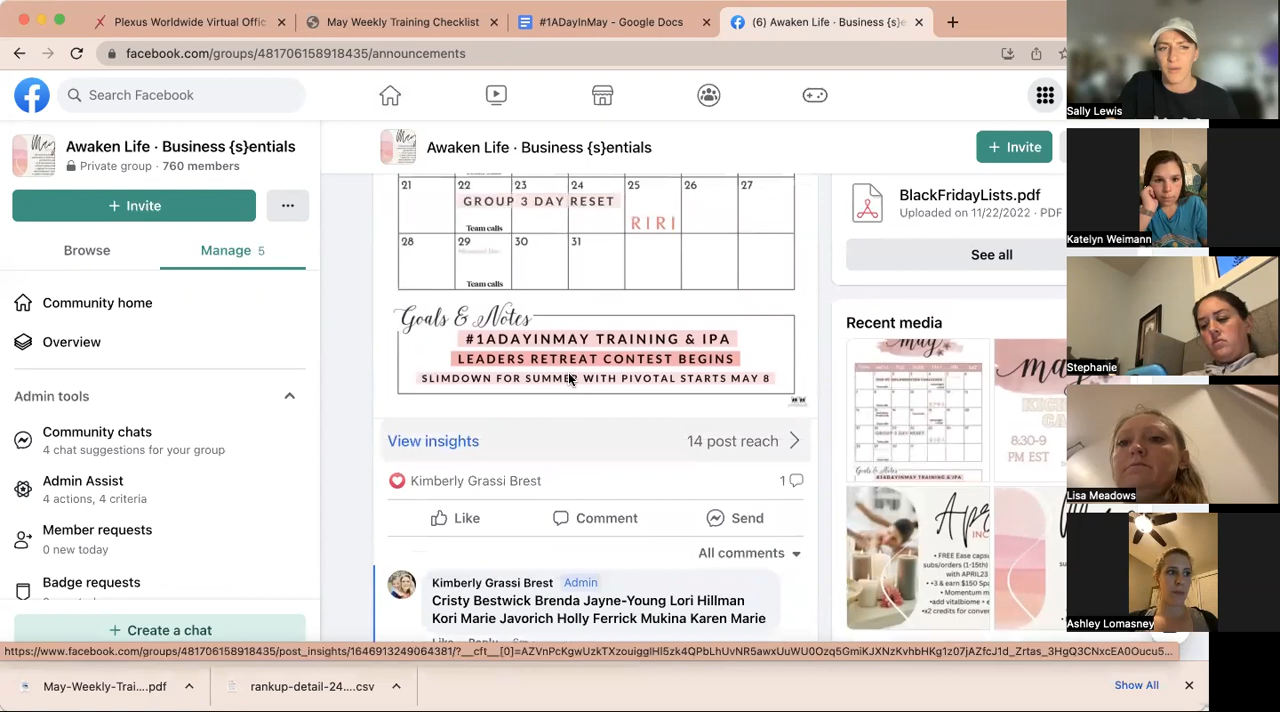 Plexus Worldwide Virtual Offic
May Weekly Training Checklist
#1ADayInMay - Google Docs
(6) Awaken Life · Business {s}e
facebook.com/groups/481706158918435/announcements
Search Facebook
Awaken Life · Business {s}entials
Private group · 760 members
+ Invite
Browse
Manage 5
Community home
Overview
Admin tools
Community chats
4 chat suggestions for your group
Admin Assist
4 actions, 4 criteria
Member requests
0 new today
Badge requests
+ Create a chat
Awaken Life · Business {s}entials
+ Invite
21 22 23 24 25 26 27
GROUP 3 DAY RESET
RIRI
Team calls
28 29 30 31
Team calls
Goals & Notes
#1ADAYINMAY TRAINING & IPA
LEADERS RETREAT CONTEST BEGINS
SLIMDOWN FOR SUMMER WITH PIVOTAL STARTS MAY 8
View insights
14 post reach
Kimberly Grassi Brest
1
Like
Comment
Send
All comments
Kimberly Grassi Brest Admin
Cristy Bestwick Brenda Jayne-Young Lori Hillman
Kori Marie Javorich Holly Ferrick Mukina Karen Marie
BlackFridayLists.pdf
Uploaded on 11/22/2022 · PDF
See all
Recent media
may
8:30-9
PM EST
• FREE Ease
subs/orders (1-15th)
with APRIL23
Sally Lewis
Katelyn Weimann
Stephanie
Lisa Meadows
Ashley Lomasney
May-Weekly-Trai....pdf
rankup-detail-24....csv
Show All